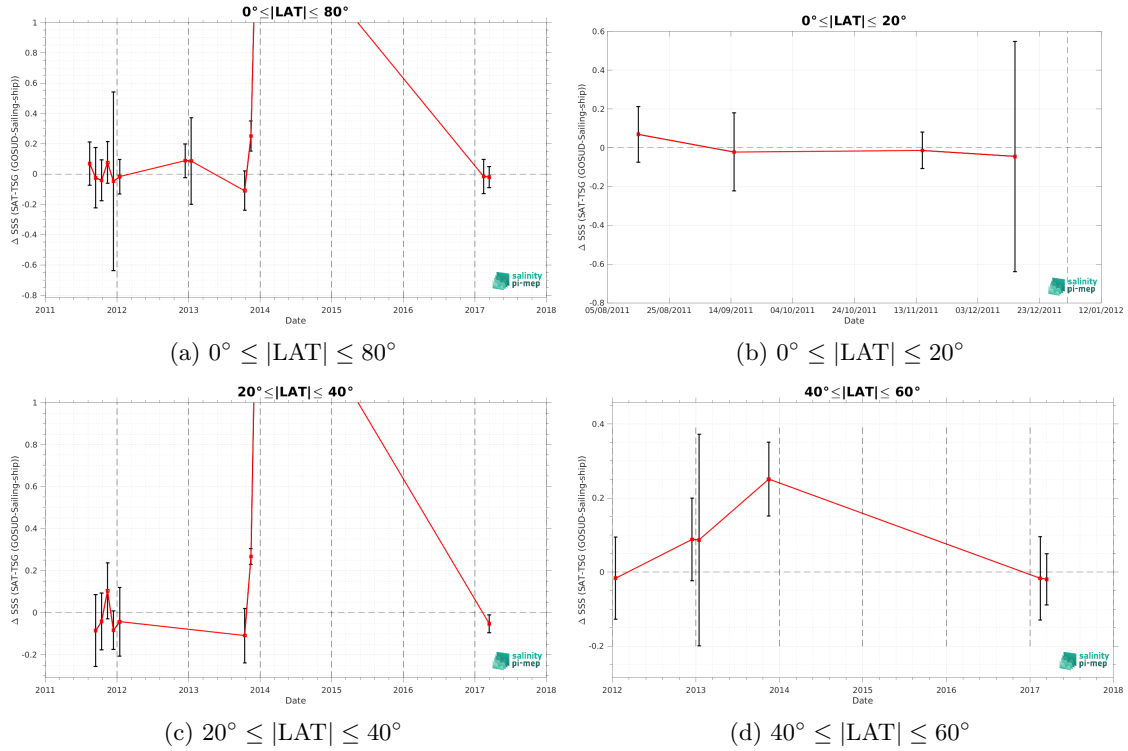 0°≤|LAT|≤ 80°
Δ SSS (SAT-TSG (GOSUD-Sailing-ship))
1
0.8
0.6
0.4
0.2
0
-0.2
-0.4
-0.6
-0.8
2011 2012 2013 2014 2015 2016 2017 2018
Date
salinity
pi-mep
(a) 0° ≤ |LAT| ≤ 80°
0°≤|LAT|≤ 20°
Δ SSS (SAT-TSG (GOSUD-Sailing-ship))
0.6
0.4
0.2
0
-0.2
-0.4
-0.6
-0.8
05/08/2011 25/08/2011 14/09/2011 04/10/2011 24/10/2011 13/11/2011 03/12/2011 23/12/2011 12/01/2012
Date
salinity
pi-mep
(b) 0° ≤ |LAT| ≤ 20°
20°≤|LAT|≤ 40°
Δ SSS (SAT-TSG (GOSUD-Sailing-ship))
1
0.8
0.6
0.4
0.2
0
-0.2
2011 2012 2013 2014 2015 2016 2017 2018
Date
salinity
pi-mep
(c) 20° ≤ |LAT| ≤ 40°
40°≤|LAT|≤ 60°
Δ SSS (SAT-TSG (GOSUD-Sailing-ship))
0.4
0.2
0
-0.2
2012 2013 2014 2015 2016 2017 2018
Date
salinity
pi-mep
(d) 40° ≤ |LAT| ≤ 60°